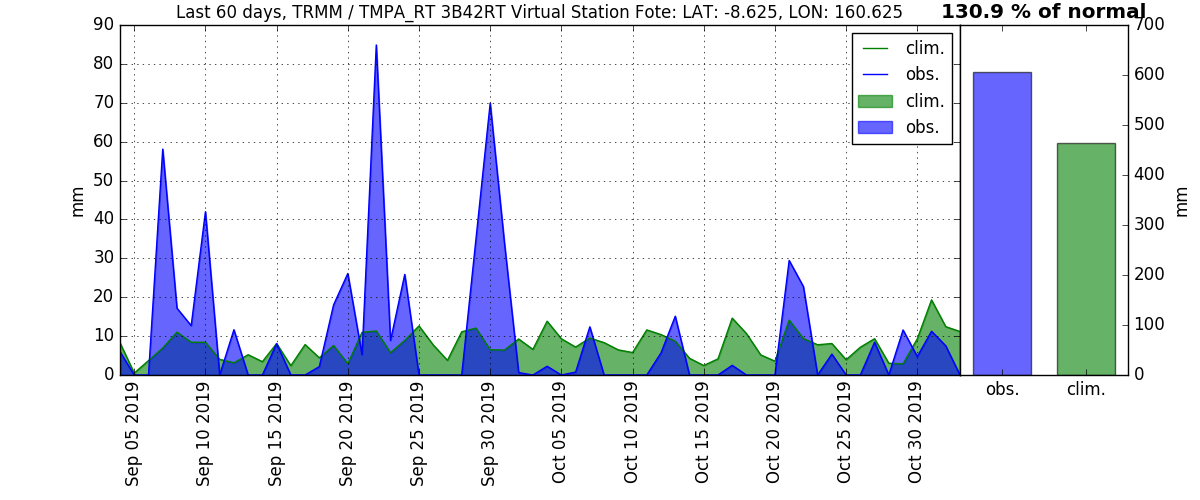 Last 60 days, TRMM / TMPA_RT 3B42RT Virtual Station Fote: LAT: -8.625, LON: 160.625
130.9 % of normal
90
80
70
60
50
40
30
20
10
0
mm
clim.
obs.
clim.
obs.
700
600
500
400
300
200
100
0
mm
obs.
clim.
Sep 05 2019
Sep 10 2019
Sep 15 2019
Sep 20 2019
Sep 25 2019
Sep 30 2019
Oct 05 2019
Oct 10 2019
Oct 15 2019
Oct 20 2019
Oct 25 2019
Oct 30 2019